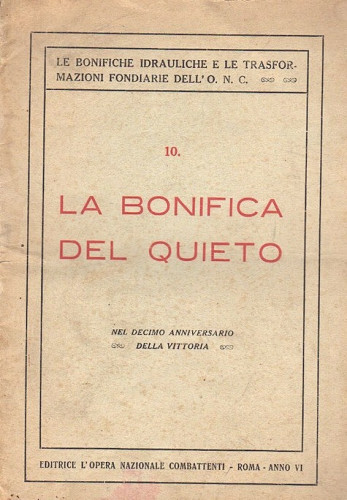 LE BONIFICHE IDRAULICHE E LE TRASFOR-
MAZIONI FONDIARIE DELL'O. N. C.
10.
LA BONIFICA
DEL QUIETO
NEL DECIMO ANNIVERSARIO
DELLA VITTORIA
EDITRICE L'OPERA NAZIONALE COMBATTENTI - ROMA - ANNO VI